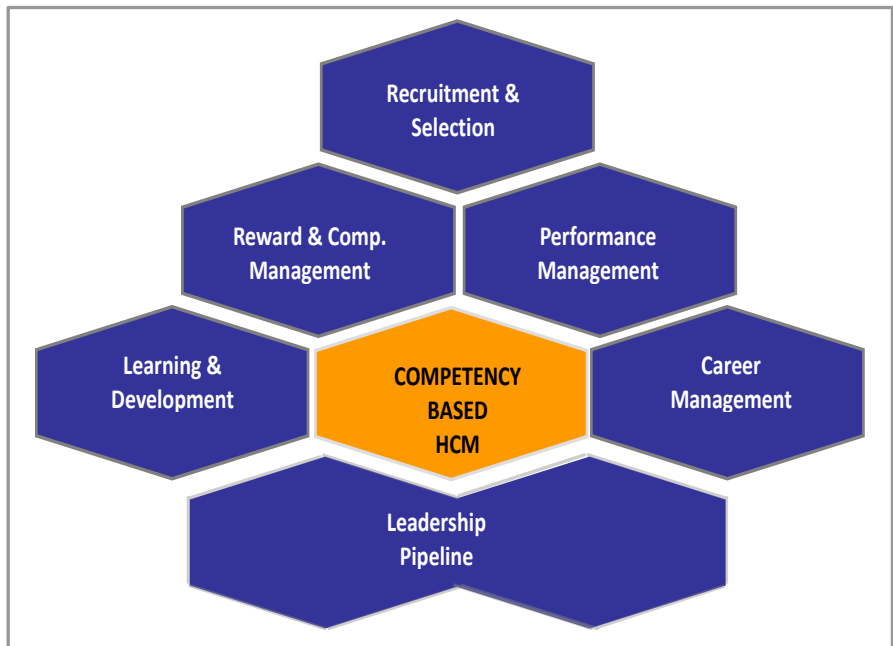 Recruitment &
Selection
Reward & Comp.
Management
Performance
Management
Learning &
Development
COMPETENCY
BASED
HCM
Career
Management
Leadership
Pipeline